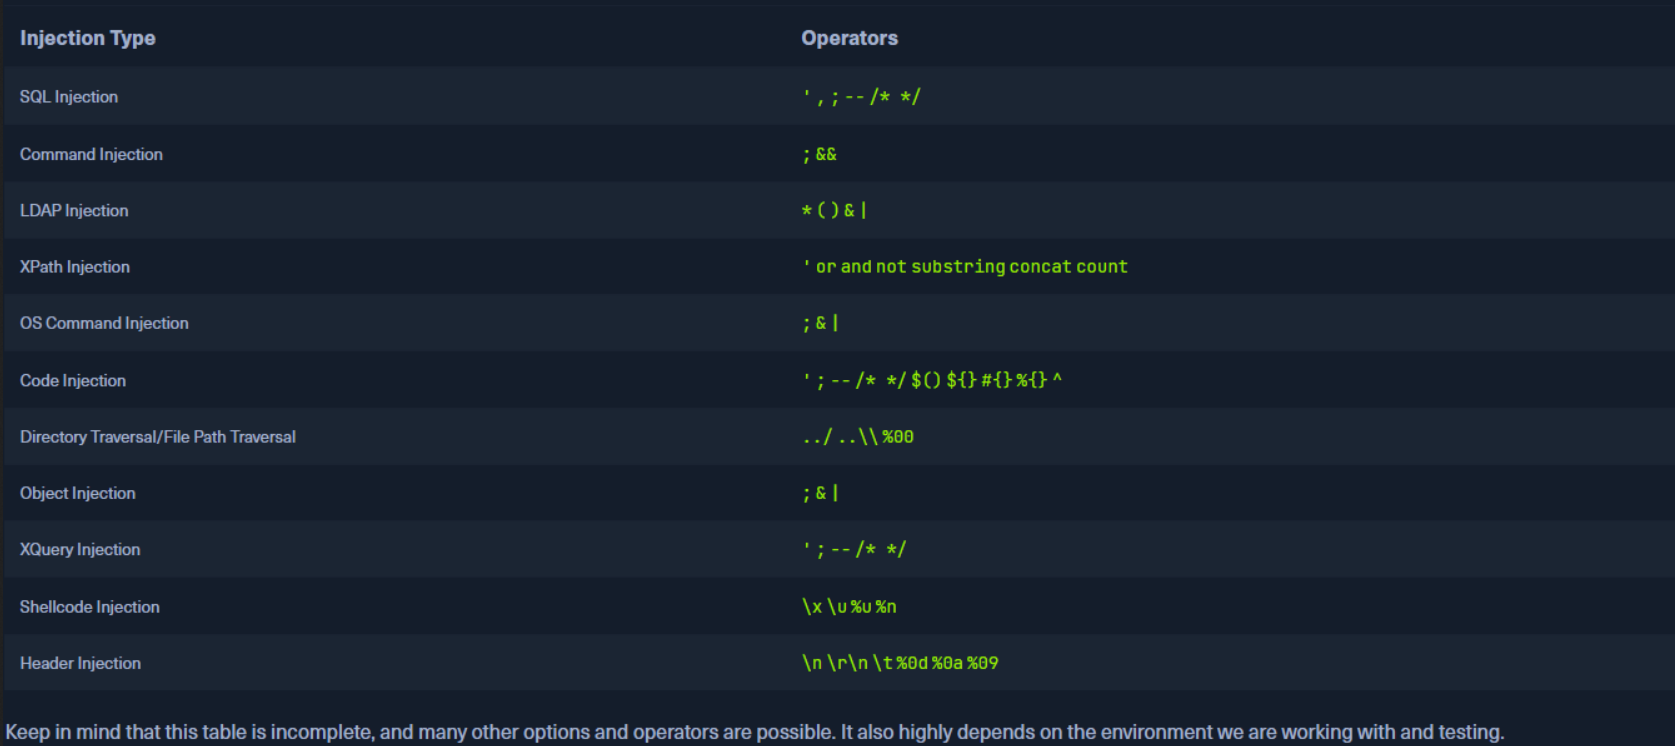 Injection Type Operators
SQL Injection ' , ; -- /* */
Command Injection ; &&
LDAP Injection * ( ) & |
XPath Injection ' or and not substring concat count
OS Command Injection ; & |
Code Injection ' ; -- /* */ $() ${} #{} %{} ^
Directory Traversal/File Path Traversal ../ ..\\ %00
Object Injection ; & |
XQuery Injection ' ; -- /* */
Shellcode Injection \x \u %u %n
Header Injection \n \r\n \t %0d %0a %09
Keep in mind that this table is incomplete, and many other options and operators are possible. It also highly depends on the environment we are working with and testing.